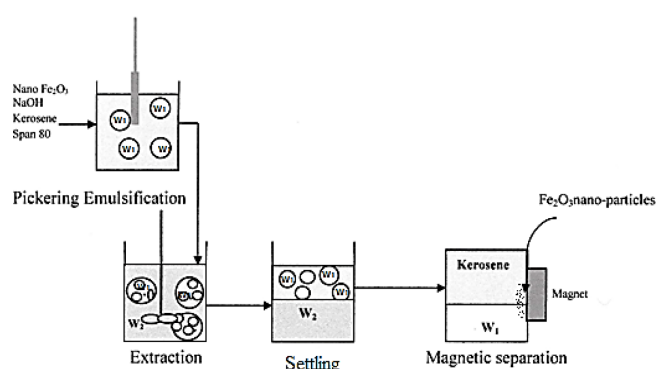 Nano Fe₂O₃
NaOH
Kerosene
Span 80
W₁
W₁
W₁
W₁
Pickering Emulsification
Fe₂O₃nano-particles
Kerosene
Magnet
W₁
W₁
W₁
W₁
W₂
W₂
Extraction
Settling
Magnetic separation